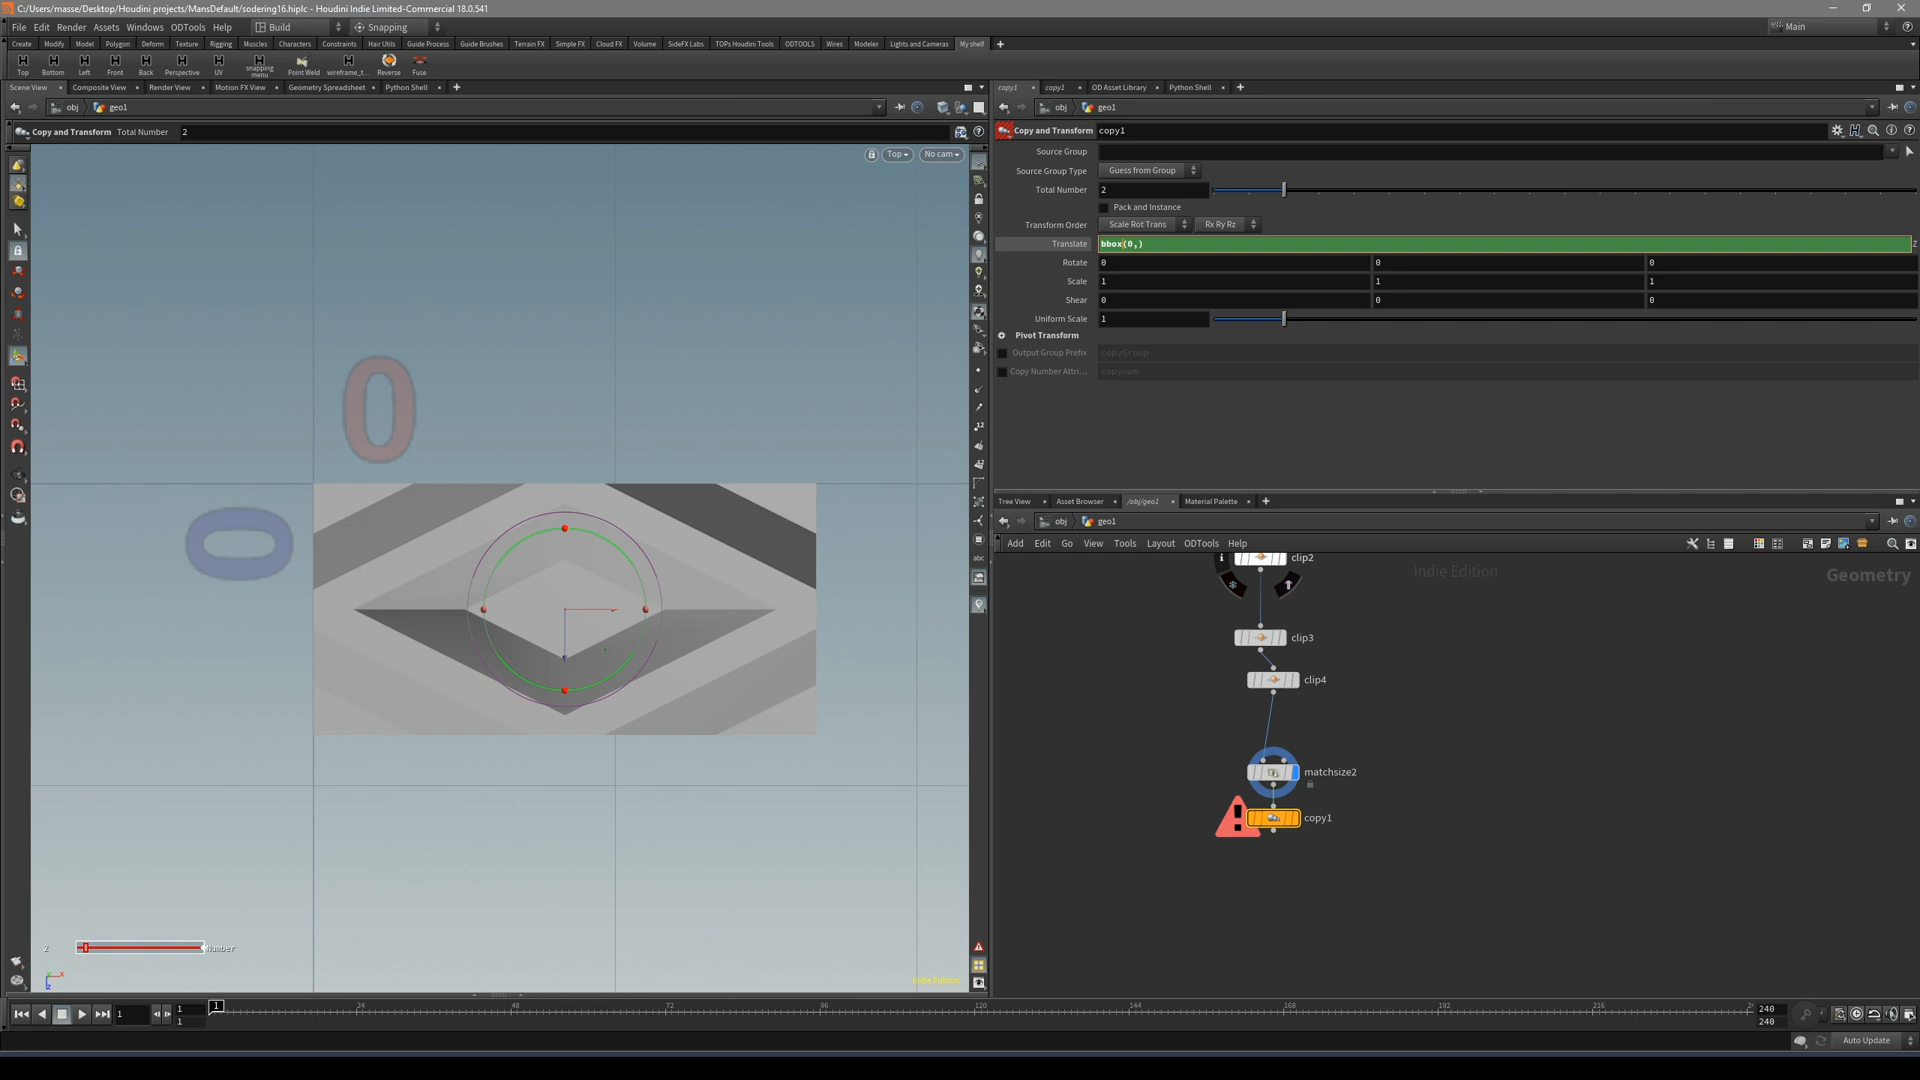 C:/Users/masse/Desktop/Houdini projects/MansDefault/sodering16.hiplc - Houdini Indie Limited-Commercial 18.0.541
File Edit Render Assets Windows ODTools Help Build Snapping Main
Create Modify Model Polygon Deform Texture Rigging Muscles Characters Constraints Hair Utils Guide Process Guide Brushes Terrain FX Simple FX Cloud FX Volume SideFX Labs TOPs Houdini Tools ODTOOLS Wires Modeler Lights and Cameras My shelf
Top Bottom Left Front Back Perspective UV snapping menu Point Weld wireframe_t... Reverse Fuse
Scene View Composite View Render View Motion FX View Geometry Spreadsheet Python Shell
obj geo1
Copy and Transform Total Number 2
Top No cam
0
0
2 Number
Indie Edition
copy1 copy1 OD Asset Library Python Shell
obj geo1
Copy and Transform copy1
Source Group
Source Group Type Guess from Group
Total Number 2
Pack and Instance
Transform Order Scale Rot Trans Rx Ry Rz
Translate bbox(0,)
Rotate 0 0 0
Scale 1 1 1
Shear 0 0 0
Uniform Scale 1
Pivot Transform
Output Group Prefix copyGroup
Copy Number Attri... copynum
Tree View Asset Browser /obj/geo1 Material Palette
obj geo1
Add Edit Go View Tools Layout ODTools Help
Indie Edition
Geometry
clip2
clip3
clip4
matchsize2
copy1
1 1 1 1 24 48 72 96 120 144 168 192 216 240 240
Auto Update